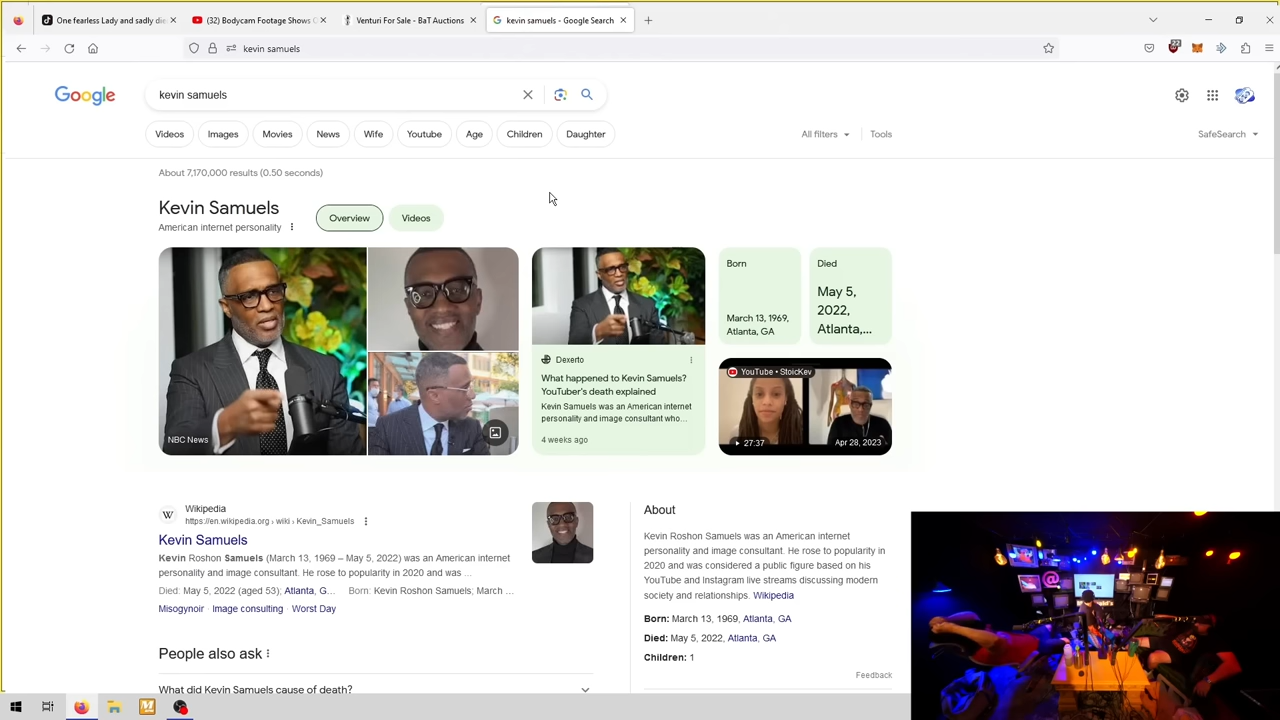 One fearless Lady and sadly die
(32) Bodycam Footage Shows O
Venturi For Sale - BaT Auctions
kevin samuels - Google Search
kevin samuels
Google
kevin samuels
Videos
Images
Movies
News
Wife
Youtube
Age
Children
Daughter
All filters
Tools
SafeSearch
About 7,170,000 results (0.50 seconds)
Kevin Samuels
American internet personality
Overview
Videos
NBC News
Dexerto
What happened to Kevin Samuels?
YouTuber's death explained
Kevin Samuels was an American internet
personality and image consultant who...
4 weeks ago
Born
March 13, 1969,
Atlanta, GA
Died
May 5,
2022,
Atlanta,...
YouTube • StoicKev
27:37
Apr 28, 2023
W
Wikipedia
https://en.wikipedia.org › wiki › Kevin_Samuels
Kevin Samuels
Kevin Roshon Samuels (March 13, 1969 – May 5, 2022) was an American internet
personality and image consultant. He rose to popularity in 2020 and was ...
Died: May 5, 2022 (aged 53); Atlanta, G... Born: Kevin Roshon Samuels; March ...
Misogynoir · Image consulting · Worst Day
People also ask
What did Kevin Samuels cause of death?
About
Kevin Roshon Samuels was an American internet
personality and image consultant. He rose to popularity in
2020 and was considered a public figure based on his
YouTube and Instagram live streams discussing modern
society and relationships. Wikipedia
Born: March 13, 1969, Atlanta, GA
Died: May 5, 2022, Atlanta, GA
Children: 1
Feedback